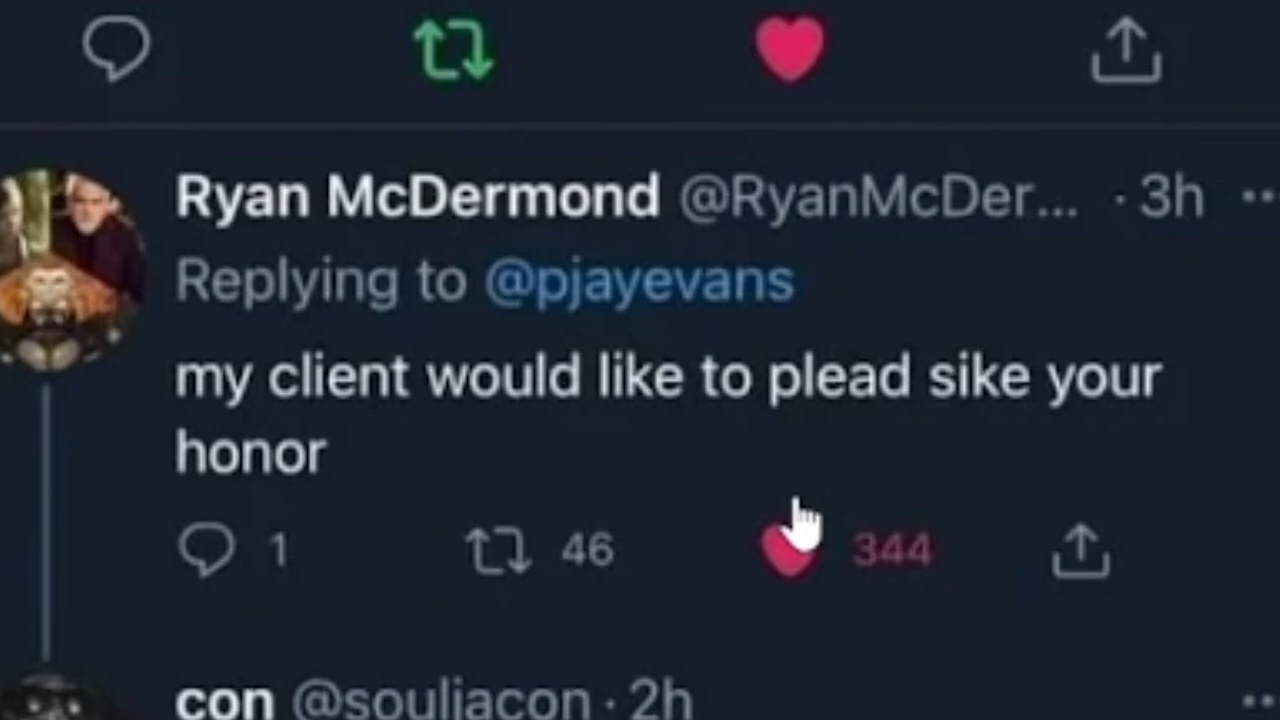 Ryan McDermond @RyanMcDer... · 3h
Replying to @pjayevans
my client would like to plead sike your
honor
1 46 344
con @souljacon · 2h